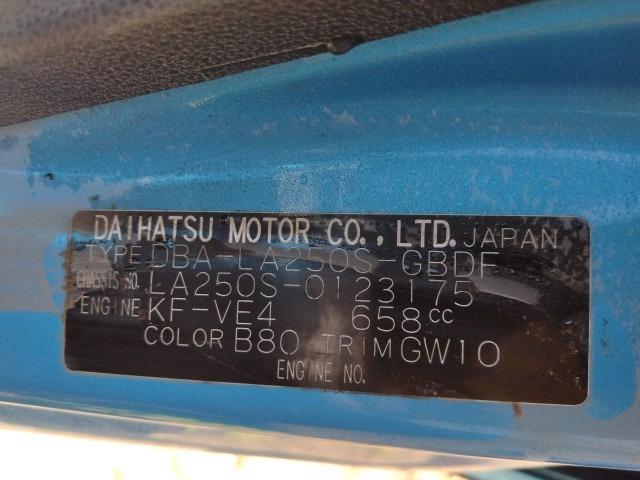 DAIHATSU MOTOR CO., LTD. JAPAN
TYPE DBA-LA250S-GBDF
CHASSIS NO. LA250S-0123175
ENGINE KF-VE4 658cc
COLOR B80 TRIM GW10
ENGINE NO.